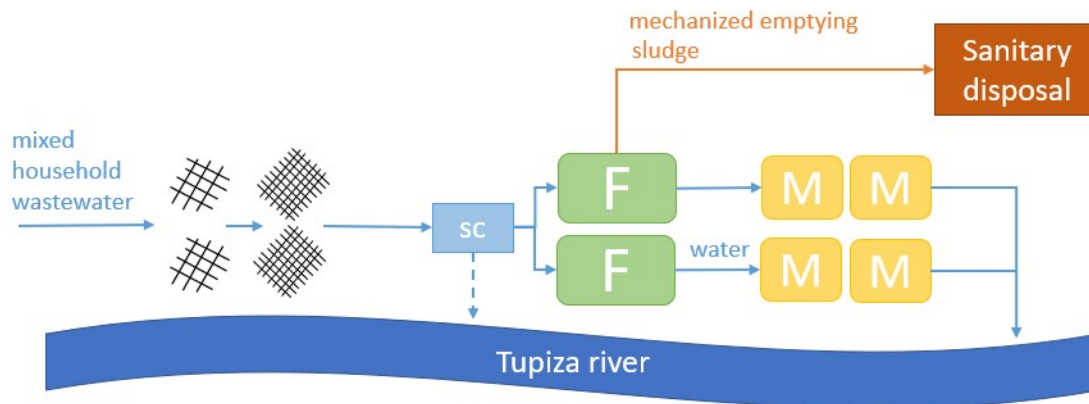 mechanized emptying
sludge
Sanitary
disposal
mixed
household
wastewater
F
M M
sc
F
water
M M
Tupiza river